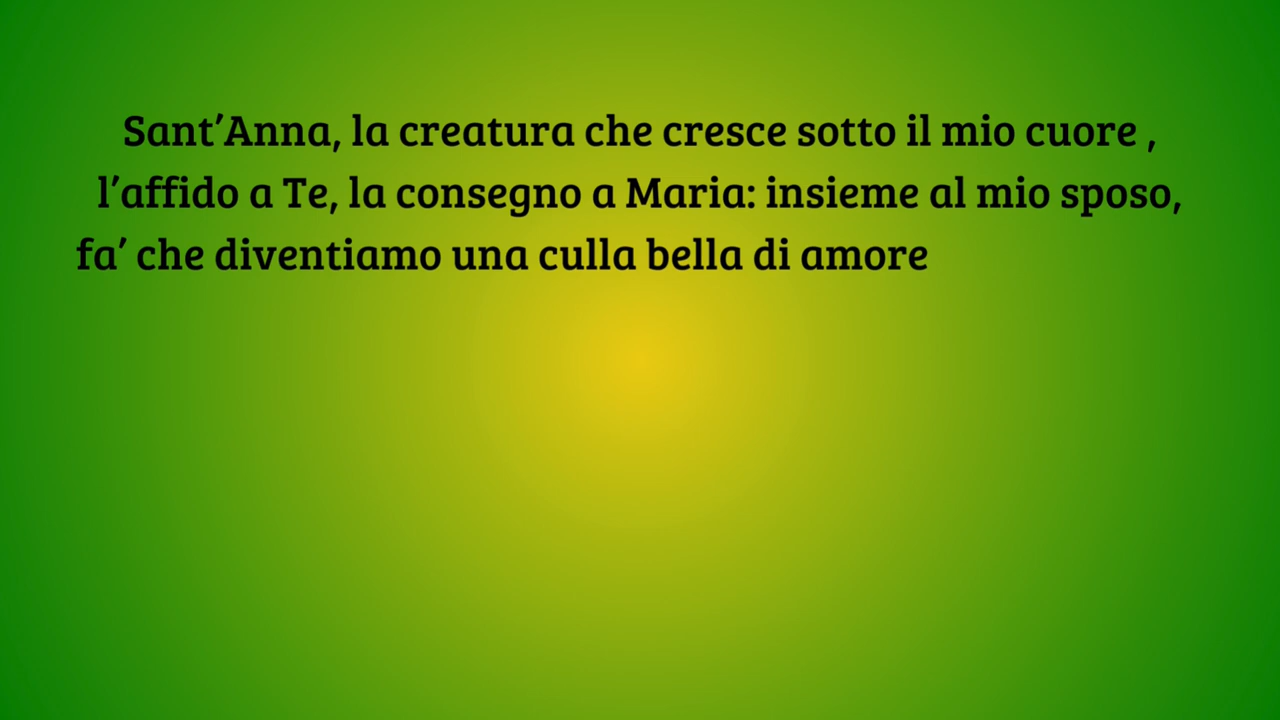 Sant’Anna, la creatura che cresce sotto il mio cuore ,
l’affido a Te, la consegno a Maria: insieme al mio sposo,
fa’ che diventiamo una culla bella di amore